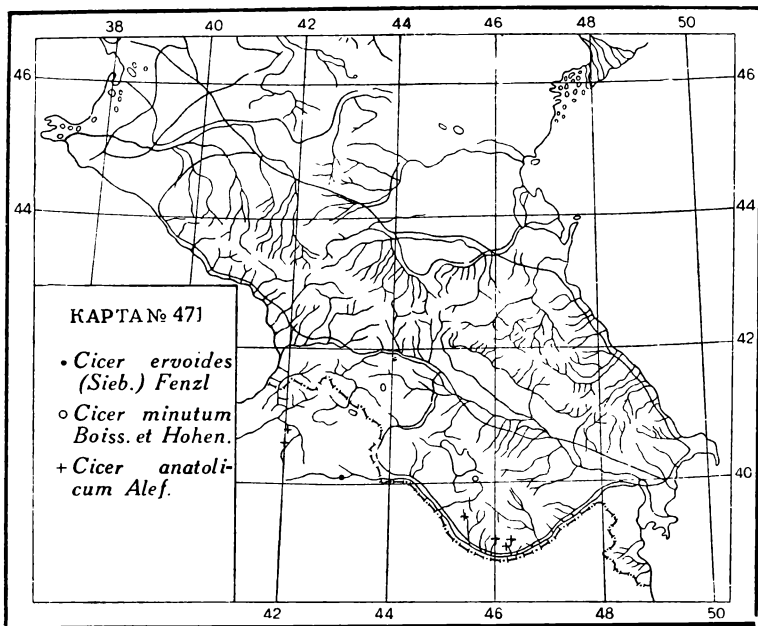 38 40 42 44 46 48 50
46 46
44 44
КАРТА № 471
42
• Cicer ervoides
(Sieb.) Fenzl
○ Cicer minutum
Boiss. et Hohen.
+ Cicer anatoli-
cum Alef.
40
42 44 46 48 50